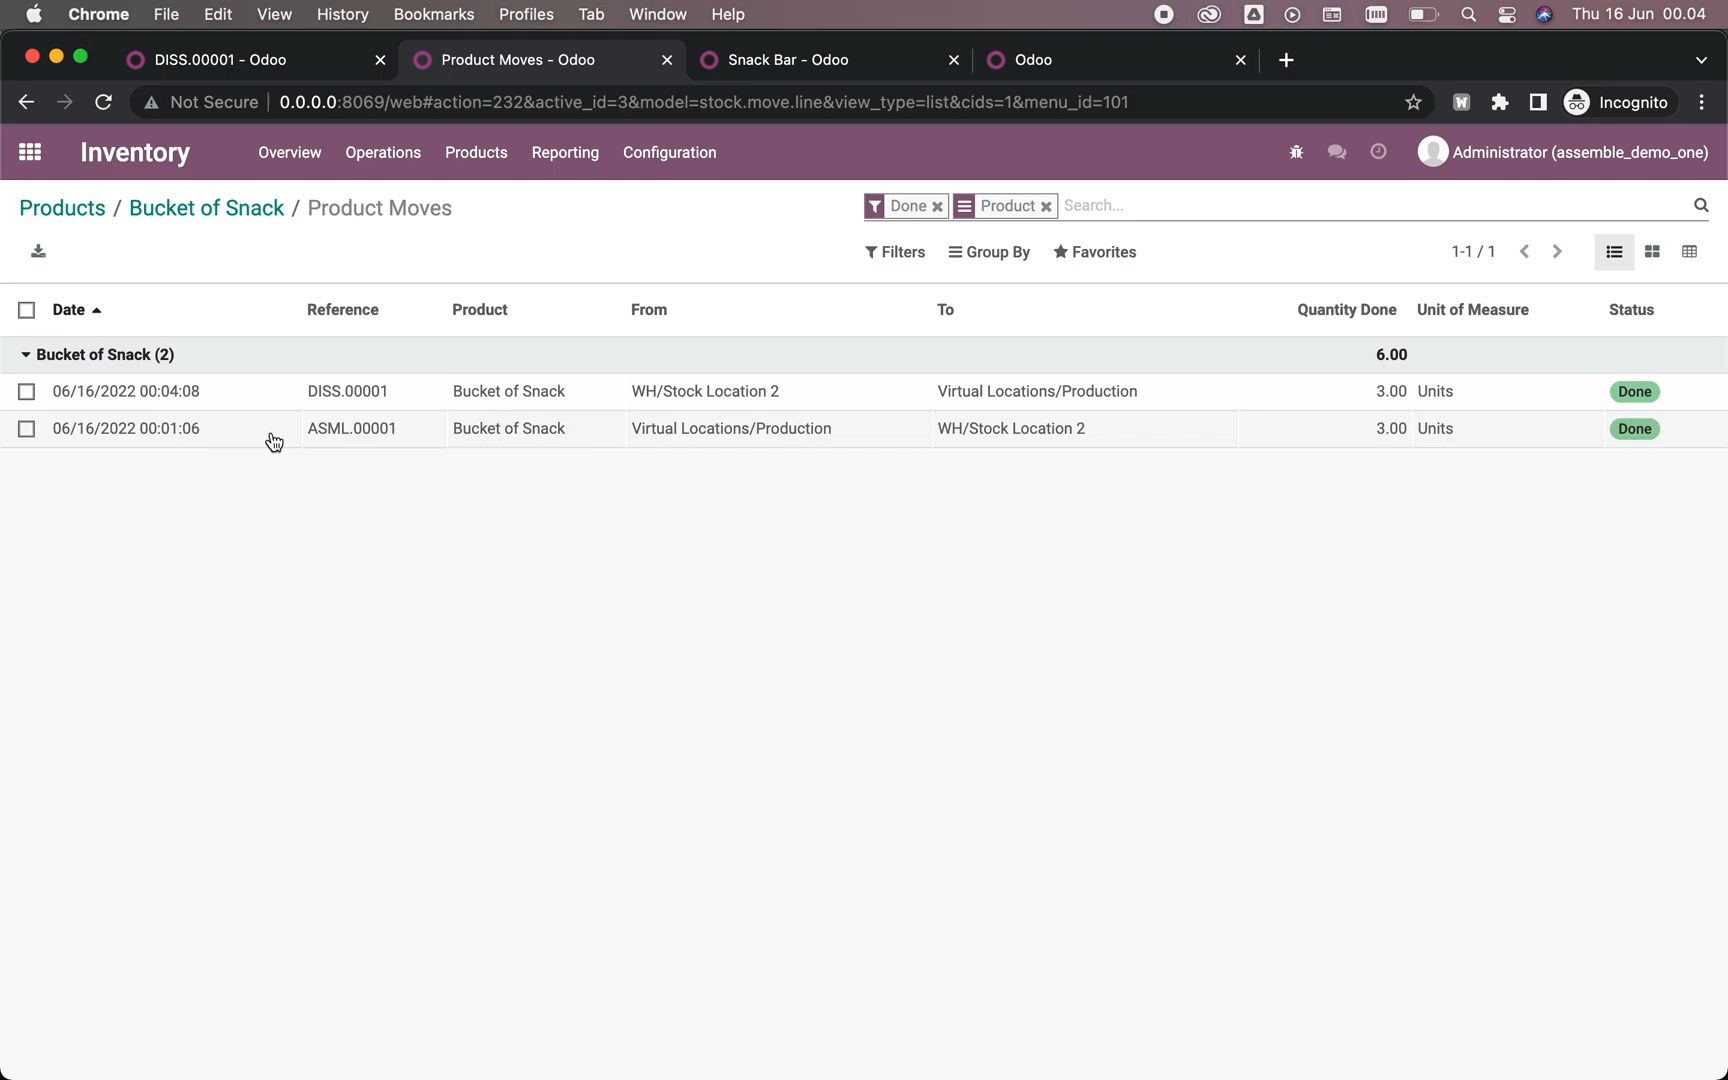 Chrome File Edit View History Bookmarks Profiles Tab Window Help Thu 16 Jun 00.04
DISS.00001 - Odoo Product Moves - Odoo Snack Bar - Odoo Odoo
Not Secure 0.0.0.0:8069/web#action=232&active_id=3&model=stock.move.line&view_type=list&cids=1&menu_id=101 W Incognito
Inventory Overview Operations Products Reporting Configuration Administrator (assemble_demo_one)
Products / Bucket of Snack / Product Moves Done Product Search...
Filters Group By Favorites 1-1 / 1
Date Reference Product From To Quantity Done Unit of Measure Status
Bucket of Snack (2) 6.00
06/16/2022 00:04:08 DISS.00001 Bucket of Snack WH/Stock Location 2 Virtual Locations/Production 3.00 Units Done
06/16/2022 00:01:06 ASML.00001 Bucket of Snack Virtual Locations/Production WH/Stock Location 2 3.00 Units Done